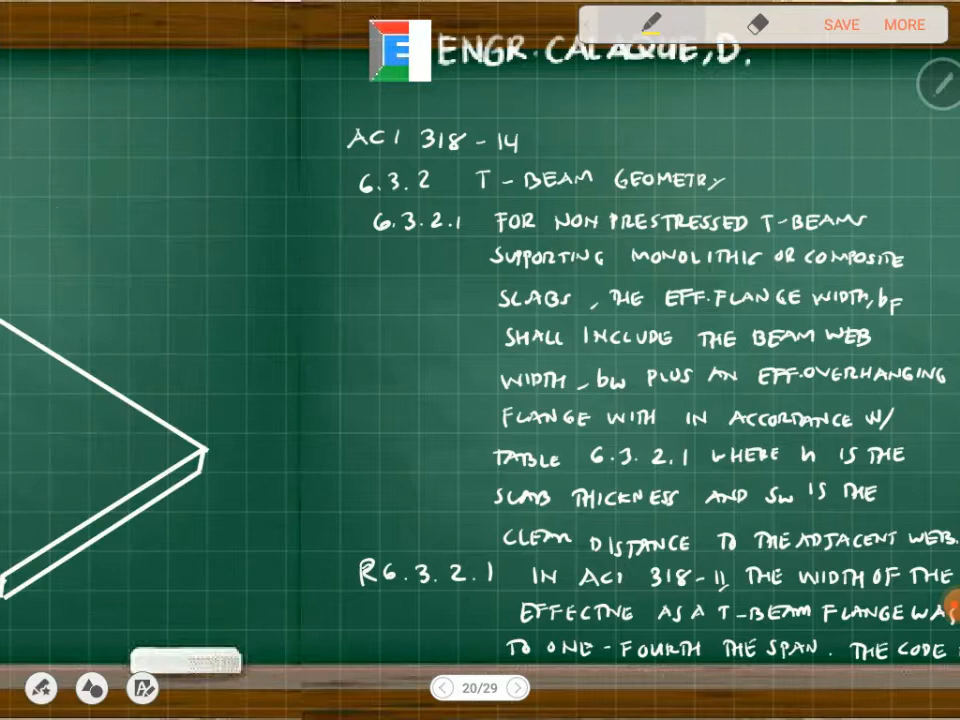 SAVE
MORE
E ENGR. CALAQUE, D.
ACI 318-14
6.3.2 T-BEAM GEOMETRY
6.3.2.1 FOR NON PRESTRESSED T-BEAMS
SUPPORTING MONOLITHIC OR COMPOSITE
SLABS, THE EFF. FLANGE WIDTH, bF
SHALL INCLUDE THE BEAM WEB
WIDTH, bw PLUS AN EFF. OVERHANGING
FLANGE WITH IN ACCORTANCE W/
TABLE 6.3.2.1 WHERE h IS THE
SLAB THICKNESS AND Sw IS THE
CLEAR DISTANCE TO THE ADJACENT WEB.
R6.3.2.1 IN ACI 318-11, THE WIDTH OF THE
EFFECTIVE AS A T-BEAM FLANGE WAS
TO ONE-FOURTH THE SPAN. THE CODE
20/29